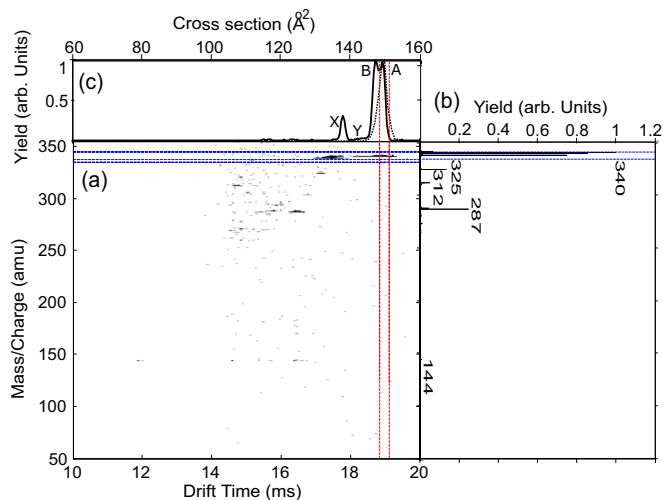 Cross section (Åo2)
60 80 100 120 140 160
Yield (arb. Units)
1
0.5
(c)
B A
X
Y
(b) Yield (arb. Units)
0.2 0.4 0.6 0.8 1 1.2
(a)
Mass/Charge (amu)
350
300
250
200
150
100
50
340
325
312
287
144
10 12 14 16 18 20
Drift Time (ms)